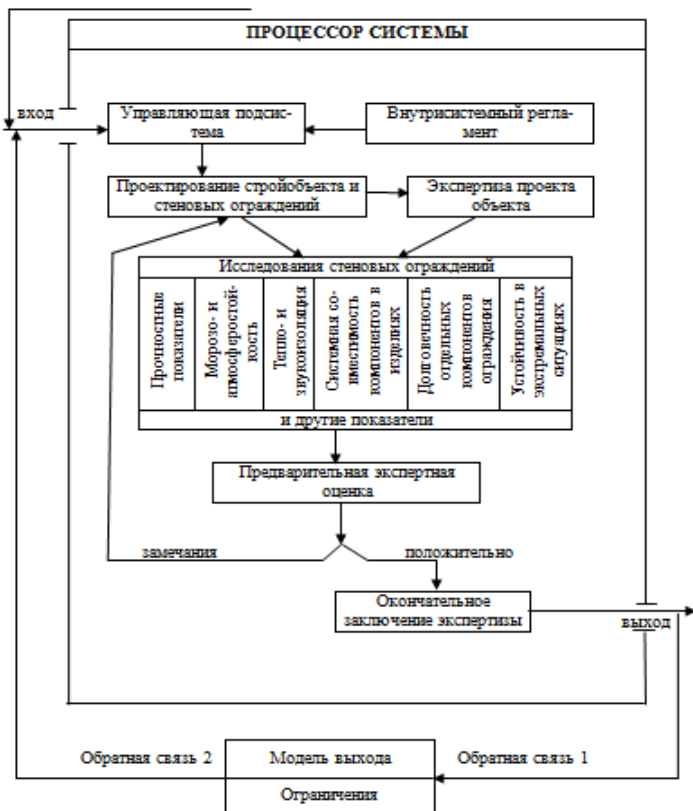 ПРОЦЕССОР СИСТЕМЫ
вход
Управляющая подсис-
тема
Внутрисистемный регла-
мент
Проектирование стройобъекта и
стеновых ограждений
Экспертиза проекта
объекта
Исследования стеновых ограждений
Прочностные
показатели
Морозо- и
атмосферостой-
кость
Тепло- и
звукоизоляция
Системная со-
вместимость
компонентов в
изделиях
Долговечность
отдельных
компонентов
ограждения
Устойчивость в
экстремальных
ситуациях
и другие показатели
Предварительная экспертная
оценка
замечания
положительно
Окончательное
заключение экспертизы
выход
Обратная связь 2
Модель выхода
Обратная связь 1
Ограничения